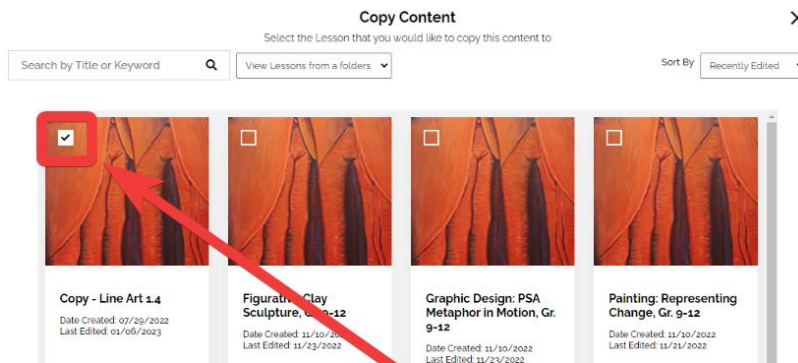 Copy Content
Select the Lesson that you would like to copy this content to
Search by Title or Keyword
View Lessons from a folders
Sort By
Recently Edited
Copy - Line Art 1.4
Date Created: 07/29/2022
Last Edited: 01/06/2023
Clay
Sculpture,
9-12
Date Created: 11/10/2022
Last Edited: 11/23/2022
Graphic Design: PSA
Metaphor in Motion, Gr.
9-12
Date Created: 11/10/2022
Last Edited: 11/23/2022
Painting: Representing
Change, Gr. 9-12
Date Created: 11/10/2022
Last Edited: 11/21/2022